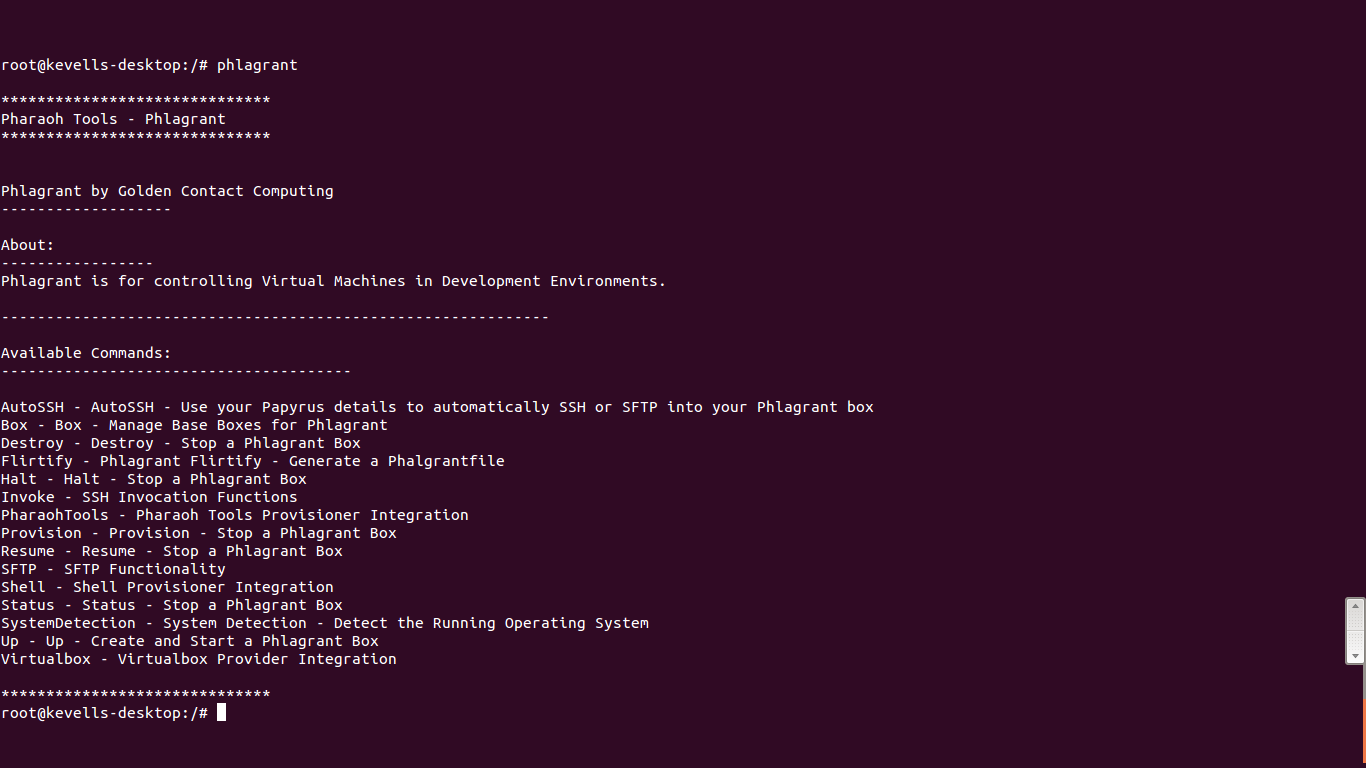 root@kevells-desktop:/# phlagrant
******************************
Pharaoh Tools - Phlagrant
******************************
Phlagrant by Golden Contact Computing
-------------------
About:
-----------------
Phlagrant is for controlling Virtual Machines in Development Environments.
-------------------------------------------------------------
Available Commands:
---------------------------------------
AutoSSH - AutoSSH - Use your Papyrus details to automatically SSH or SFTP into your Phlagrant box
Box - Box - Manage Base Boxes for Phlagrant
Destroy - Destroy - Stop a Phlagrant Box
Flirtify - Phlagrant Flirtify - Generate a Phalgrantfile
Halt - Halt - Stop a Phlagrant Box
Invoke - SSH Invocation Functions
PharaohTools - Pharaoh Tools Provisioner Integration
Provision - Provision - Stop a Phlagrant Box
Resume - Resume - Stop a Phlagrant Box
SFTP - SFTP Functionality
Shell - Shell Provisioner Integration
Status - Status - Stop a Phlagrant Box
SystemDetection - System Detection - Detect the Running Operating System
Up - Up - Create and Start a Phlagrant Box
Virtualbox - Virtualbox Provider Integration
******************************
root@kevells-desktop:/#